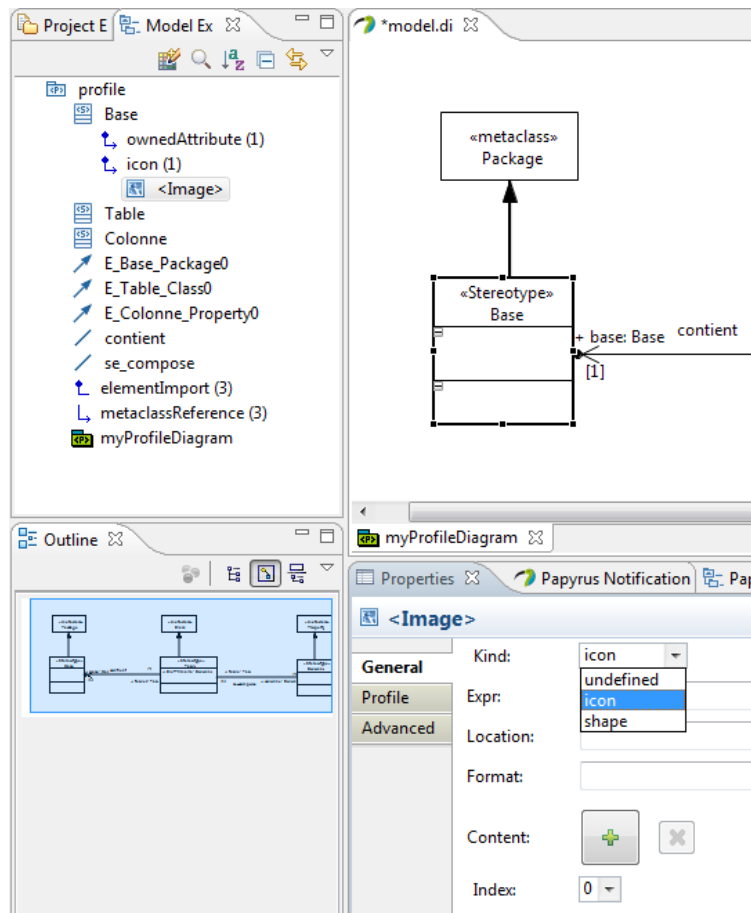 Project E
Model Ex
profile
Base
ownedAttribute (1)
icon (1)
<Image>
Table
Colonne
E_Base_Package0
E_Table_Class0
E_Colonne_Property0
contient
se_compose
elementImport (3)
metaclassReference (3)
myProfileDiagram
*model.di
«metaclass»
Package
«Stereotype»
Base
+ base: Base
contient
[1]
myProfileDiagram
Outline
Properties
Papyrus Notification
Pap
<Image>
General
Profile
Advanced
Kind:
icon
undefined
icon
shape
Expr:
Location:
Format:
Content:
Index:
0